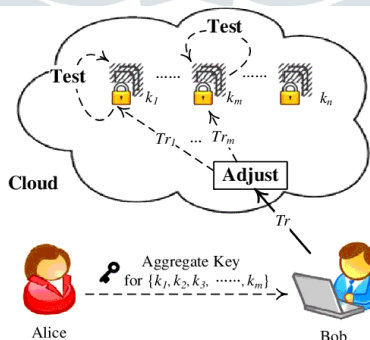 Test
Test
...... ......
k1 km kn
Tr1 ... Trm
Cloud
Adjust
Tr
Aggregate Key
for {k1, k2, k3, ······, km}
Alice
Bob